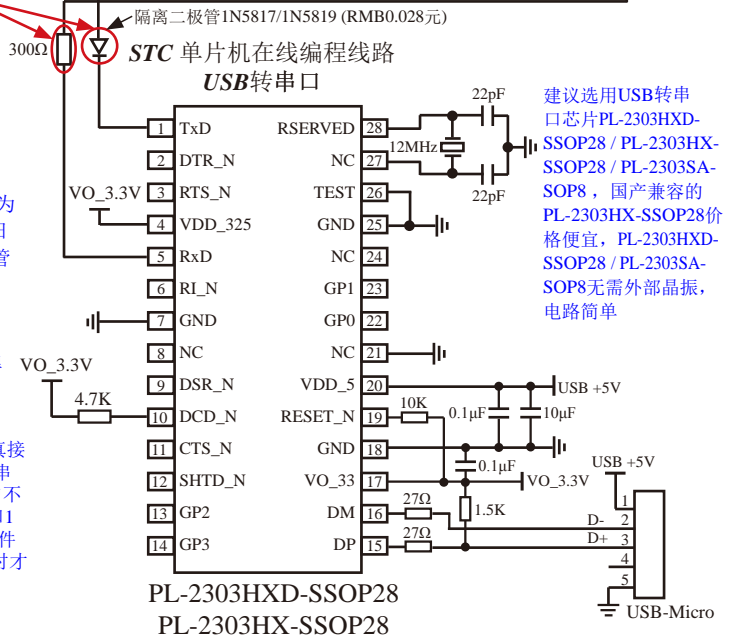 隔离二极管1N5817/1N5819 (RMB0.028元)
300Ω
STC 单片机在线编程线路
USB转串口
22pF
12MHz
22pF
建议选用USB转串
口芯片PL-2303HXD-
SSOP28 / PL-2303HX-
SSOP28 / PL-2303SA-
SOP8，国产兼容的
PL-2303HX-SSOP28价
格便宜，PL-2303HXD-
SSOP28 / PL-2303SA-
SOP8无需外部晶振，
电路简单
为
管
VO_3.3V
VO_3.3V
4.7K
接
串
不
1
件
时才
1 TxD RSERVED 28
2 DTR_N NC 27
3 RTS_N TEST 26
4 VDD_325 GND 25
5 RxD NC 24
6 RI_N GP1 23
7 GND GP0 22
8 NC NC 21
9 DSR_N VDD_5 20
10 DCD_N RESET_N 19
11 CTS_N GND 18
12 SHTD_N VO_33 17
13 GP2 DM 16
14 GP3 DP 15
10K
0.1μF
10μF
USB +5V
0.1μF
VO_3.3V
27Ω
1.5K
27Ω
USB +5V
1
D- 2
D+ 3
4
5
USB-Micro
PL-2303HXD-SSOP28
PL-2303HX-SSOP28